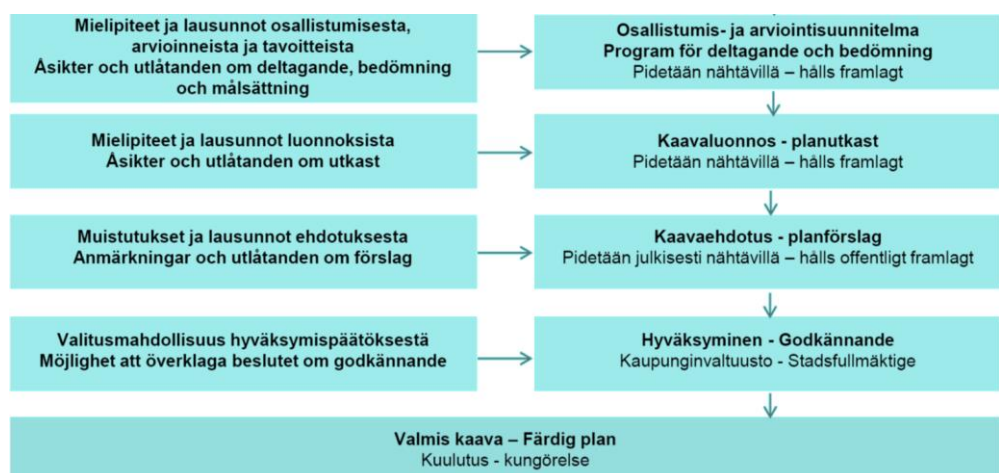 Mielipiteet ja lausunnot osallistumisesta,
arvioinneista ja tavoitteista
Åsikter och utlåtanden om deltagande, bedömning
och målsättning
Osallistumis- ja arviointisuunnitelma
Program för deltagande och bedömning
Pidetään nähtävillä – hålls framlagt
Mielipiteet ja lausunnot luonnoksista
Åsikter och utlåtanden om utkast
Kaavaluonnos - planutkast
Pidetään nähtävillä – hålls framlagt
Muistutukset ja lausunnot ehdotuksesta
Anmärkningar och utlåtanden om förslag
Kaavaehdotus - planförslag
Pidetään julkisesti nähtävillä – hålls offentligt framlagt
Valitusmahdollisuus hyväksymispäätöksestä
Möjlighet att överklaga beslutet om godkännande
Hyväksyminen - Godkännande
Kaupunginvaltuusto - Stadsfullmäktige
Valmis kaava – Färdig plan
Kuulutus - kungörelse